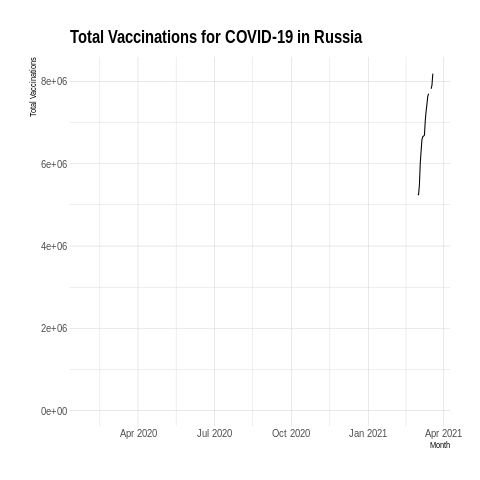 Total Vaccinations for COVID-19 in Russia
Total Vaccinations
8e+06
6e+06
4e+06
2e+06
0e+00
Apr 2020 Jul 2020 Oct 2020 Jan 2021 Apr 2021
Month